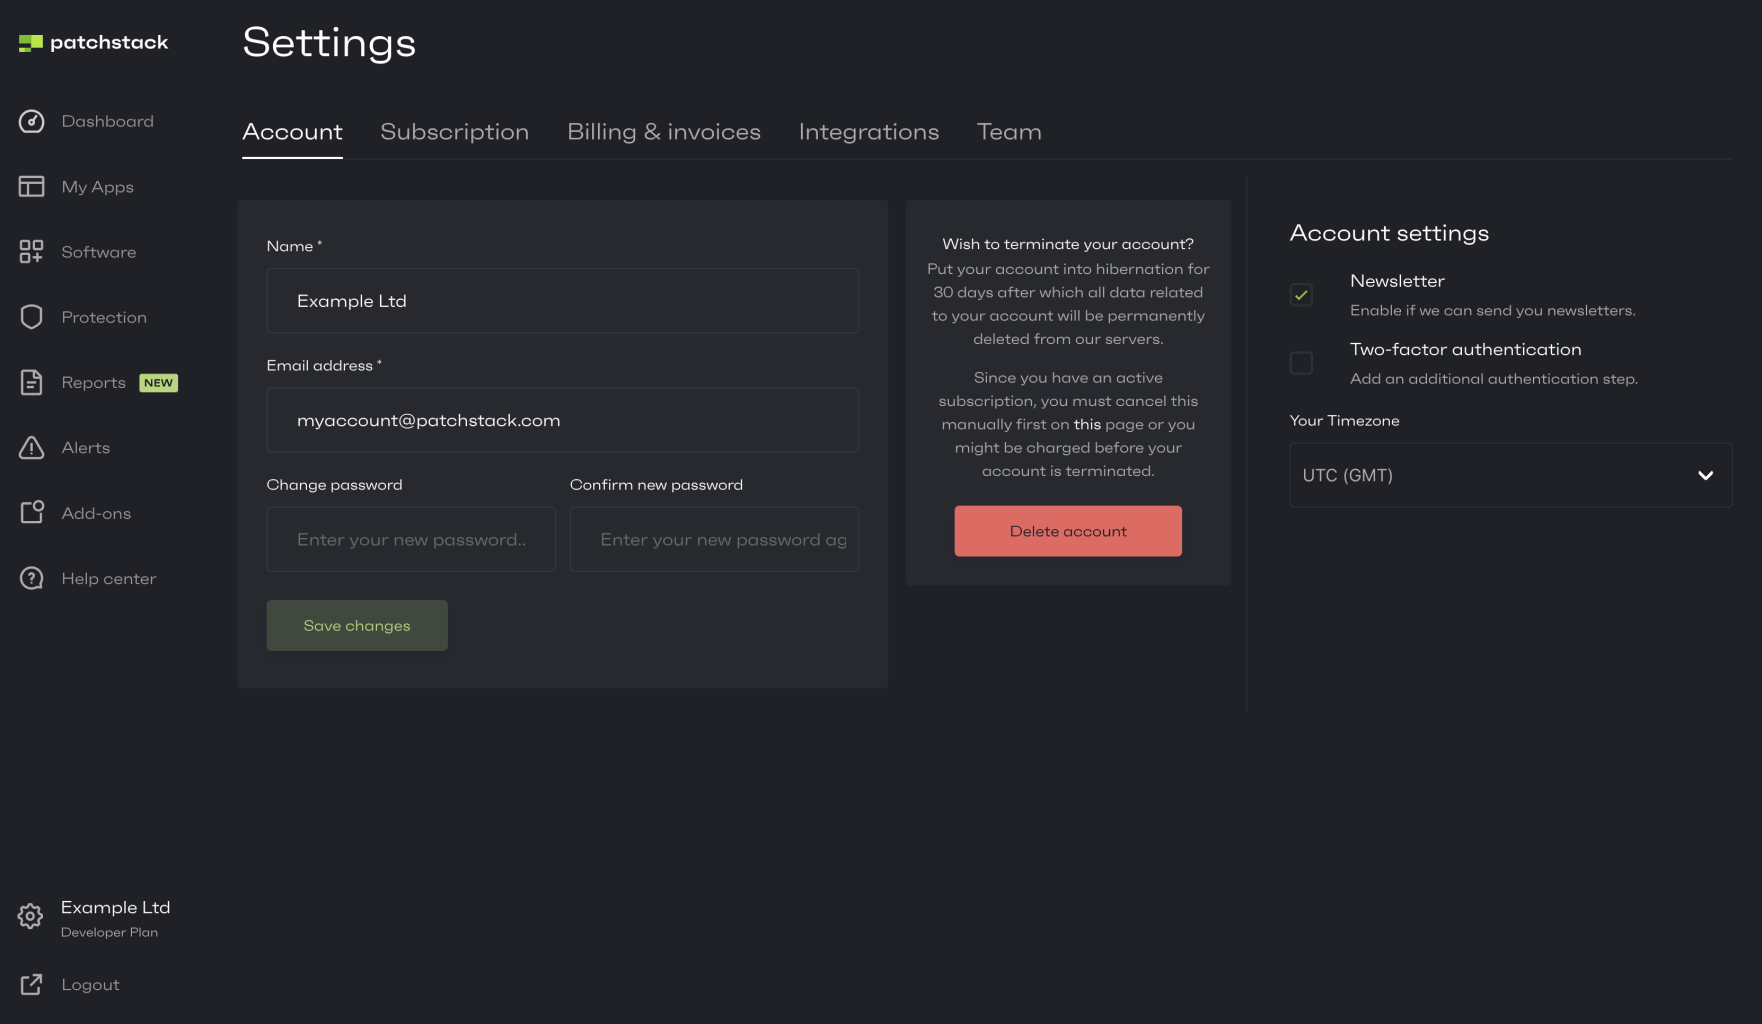 patchstack
Settings
Dashboard
My Apps
Software
Protection
Reports NEW
Alerts
Add-ons
Help center
Example Ltd
Developer Plan
Logout
Account Subscription Billing & invoices Integrations Team
Name *
Example Ltd
Email address *
myaccount@patchstack.com
Change password Confirm new password
Enter your new password.. Enter your new password ag
Save changes
Wish to terminate your account?
Put your account into hibernation for
30 days after which all data related
to your account will be permanently
deleted from our servers.
Since you have an active
subscription, you must cancel this
manually first on this page or you
might be charged before your
account is terminated.
Delete account
Account settings
Newsletter
Enable if we can send you newsletters.
Two-factor authentication
Add an additional authentication step.
Your Timezone
UTC (GMT)